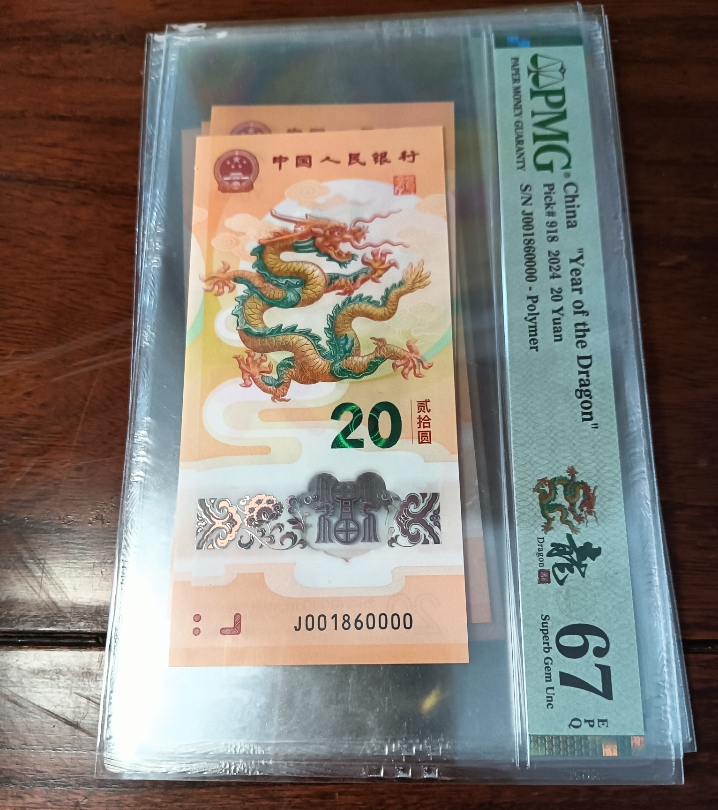 中国人民银行
20
贰拾圆
J001860000
PMG®
PAPER MONEY GUARANTY
China "Year of the Dragon"
Pick# 918 2024 20 Yuan
S/N J001860000 - Polymer
龍
Dragon
67
EPQ
Superb Gem Unc